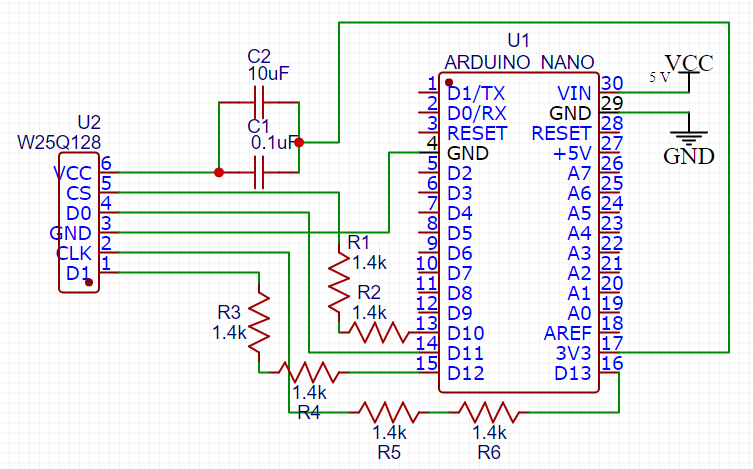 U1
ARDUINO NANO
C2
10uF
C1
0.1uF
VCC
5 V
GND
U2
W25Q128
VCC 6
CS 5
D0 4
GND 3
CLK 2
D1 1
1 D1/TX
2 D0/RX
3 RESET
4 GND
5 D2
6 D3
7 D4
8 D5
9 D6
10 D7
11 D8
12 D9
13 D10
14 D11
15 D12
VIN 30
GND 29
RESET 28
+5V 27
A7 26
A6 25
A5 24
A4 23
A3 22
A2 21
A1 20
A0 19
AREF 18
3V3 17
D13 16
R1
1.4k
R2
1.4k
R3
1.4k
1.4k
R4
1.4k
R5
1.4k
R6